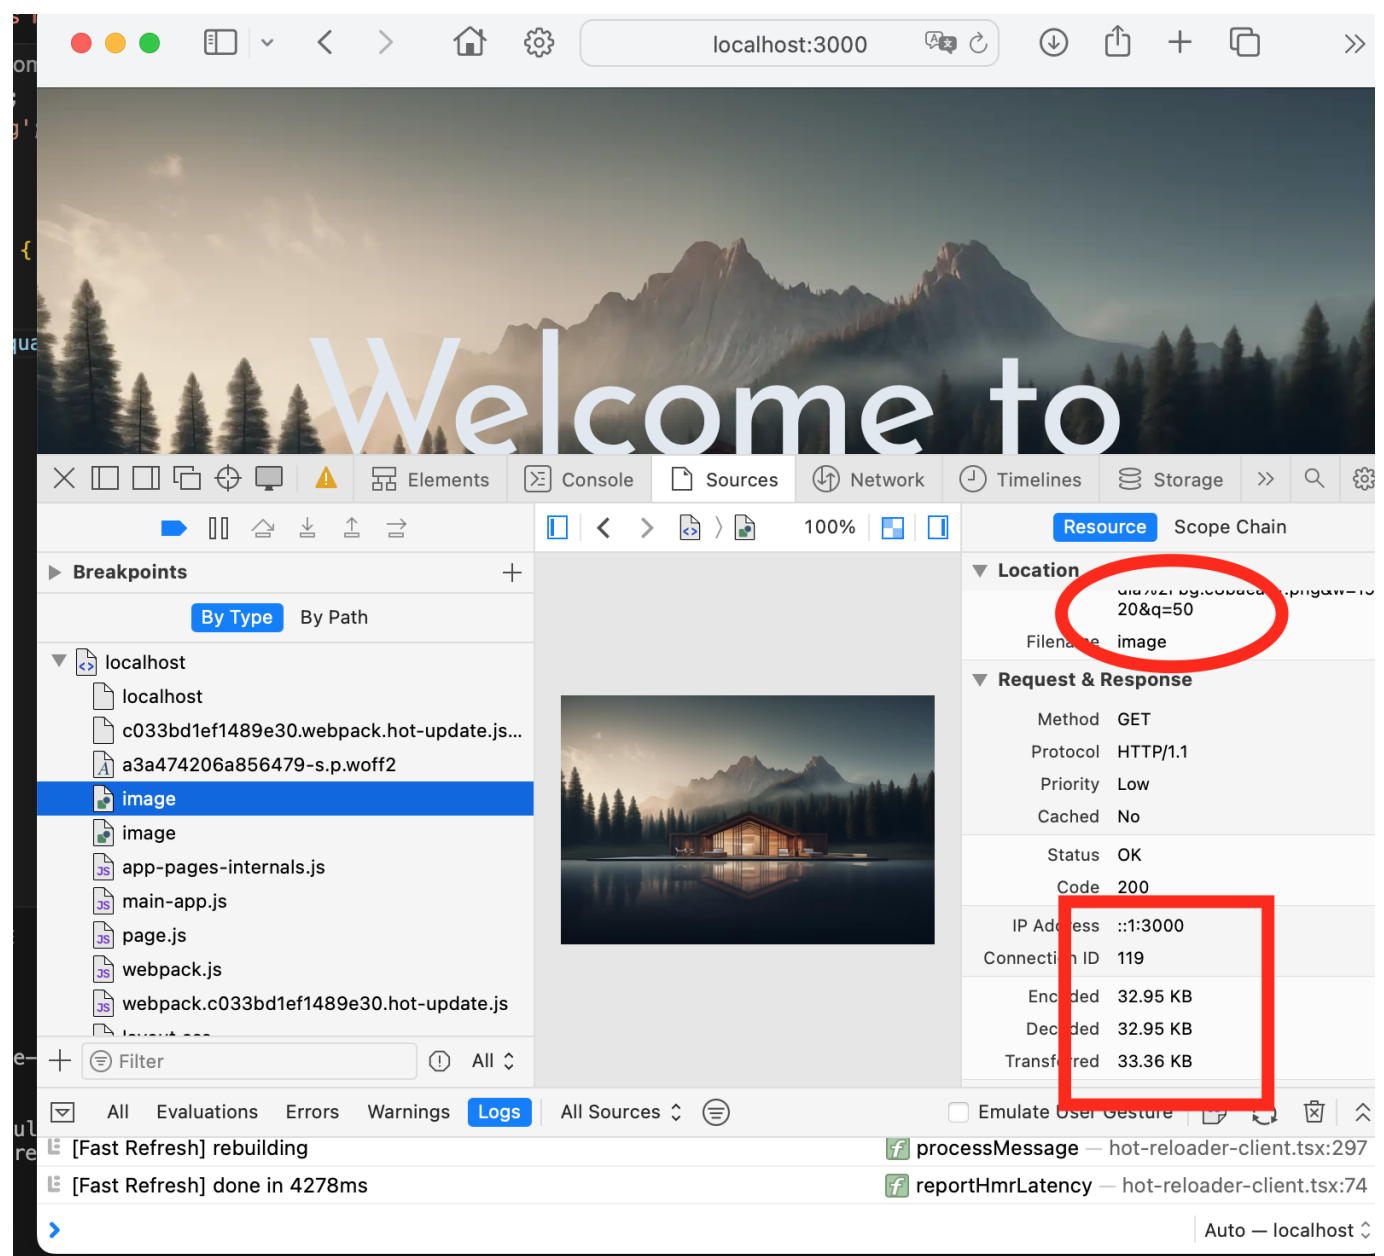 localhost:3000
Welcome to
Elements
Console
Sources
Network
Timelines
Storage
100%
Resource
Scope Chain
Breakpoints
By Type
By Path
localhost
localhost
c033bd1ef1489e30.webpack.hot-update.js...
a3a474206a856479-s.p.woff2
image
image
app-pages-internals.js
main-app.js
page.js
webpack.js
webpack.c033bd1ef1489e30.hot-update.js
Filter
All
Location
20&q=50
Filename image
Request & Response
Method GET
Protocol HTTP/1.1
Priority Low
Cached No
Status OK
Code 200
IP Address ::1:3000
Connection ID 119
Encoded 32.95 KB
Decoded 32.95 KB
Transferred 33.36 KB
All
Evaluations
Errors
Warnings
Logs
All Sources
Emulate User Gesture
[Fast Refresh] rebuilding
processMessage — hot-reloader-client.tsx:297
[Fast Refresh] done in 4278ms
reportHmrLatency — hot-reloader-client.tsx:74
Auto — localhost